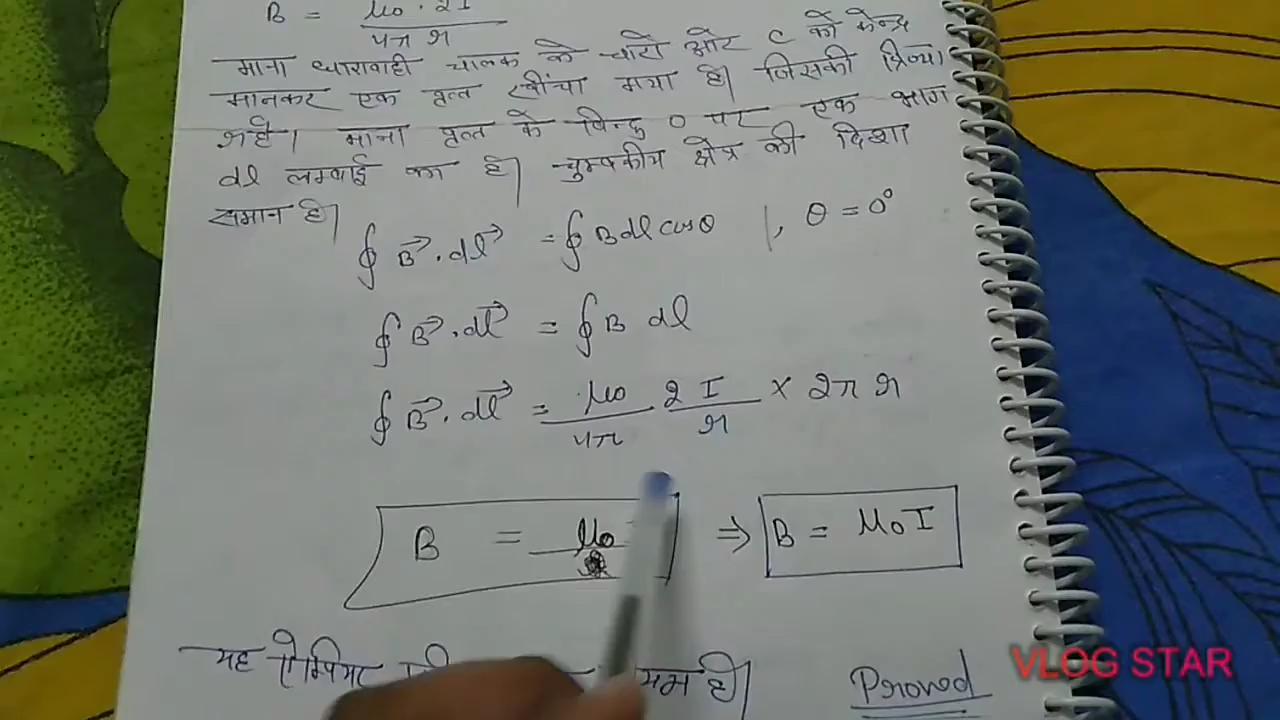 B = μ₀ · 2I / 4π r
माना धारावाही चालक के चारो ओर C को केन्द्र
मानकर एक वृत्त खींचा गया है। जिसकी त्रिज्या
r है। माना वृत्त के बिन्दु O पर एक भाग
dl लम्बाई का है। चुम्बकीय क्षेत्र की दिशा
समान है।
∮ B⃗ . dl⃗ = ∮ B dl cosθ | , θ = 0°
∮ B⃗ . dl⃗ = ∮ B dl
∮ B⃗ . dl⃗ = μ₀/4π 2I/r × 2π r
B = μ₀ ⇒ B = μ₀ I
यह ऐम्पियर है।
Proved
VLOG STAR